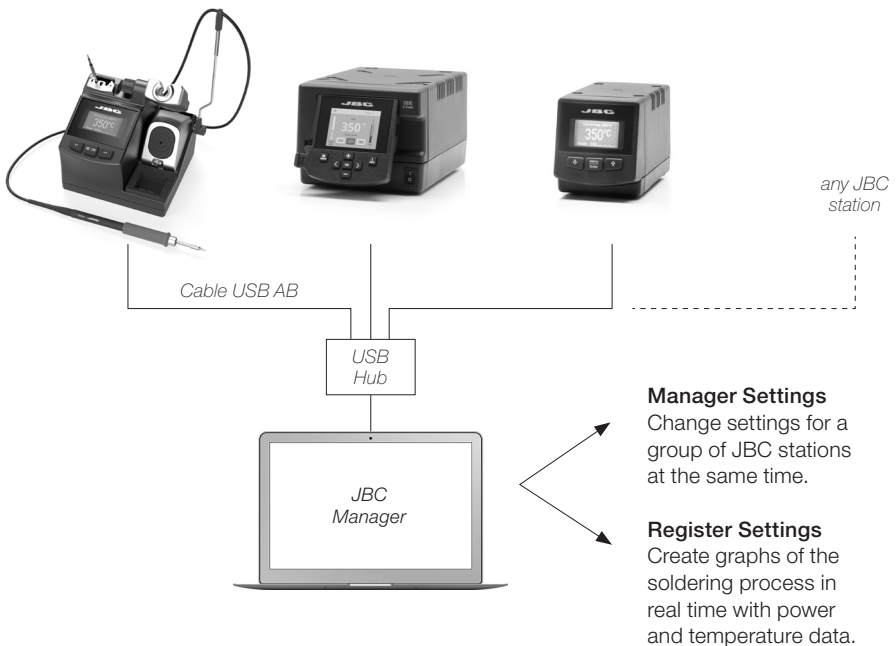 JBC
350°C
JBC
350°
JBC
350°C
any JBC
station
Cable USB AB
USB
Hub
JBC
Manager
Manager Settings
Change settings for a
group of JBC stations
at the same time.
Register Settings
Create graphs of the
soldering process in
real time with power
and temperature data.